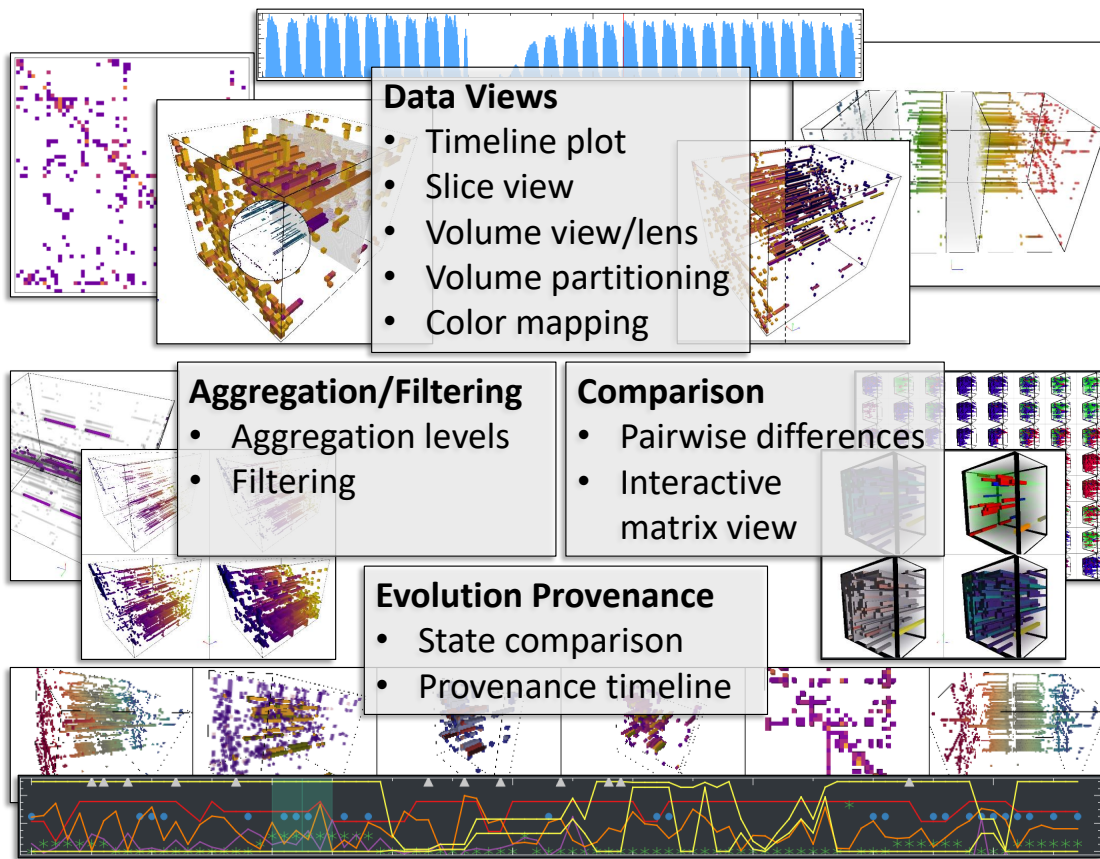 Data Views
• Timeline plot
• Slice view
• Volume view/lens
• Volume partitioning
• Color mapping
Aggregation/Filtering
• Aggregation levels
• Filtering
Comparison
• Pairwise differences
• Interactive
matrix view
Evolution Provenance
• State comparison
• Provenance timeline